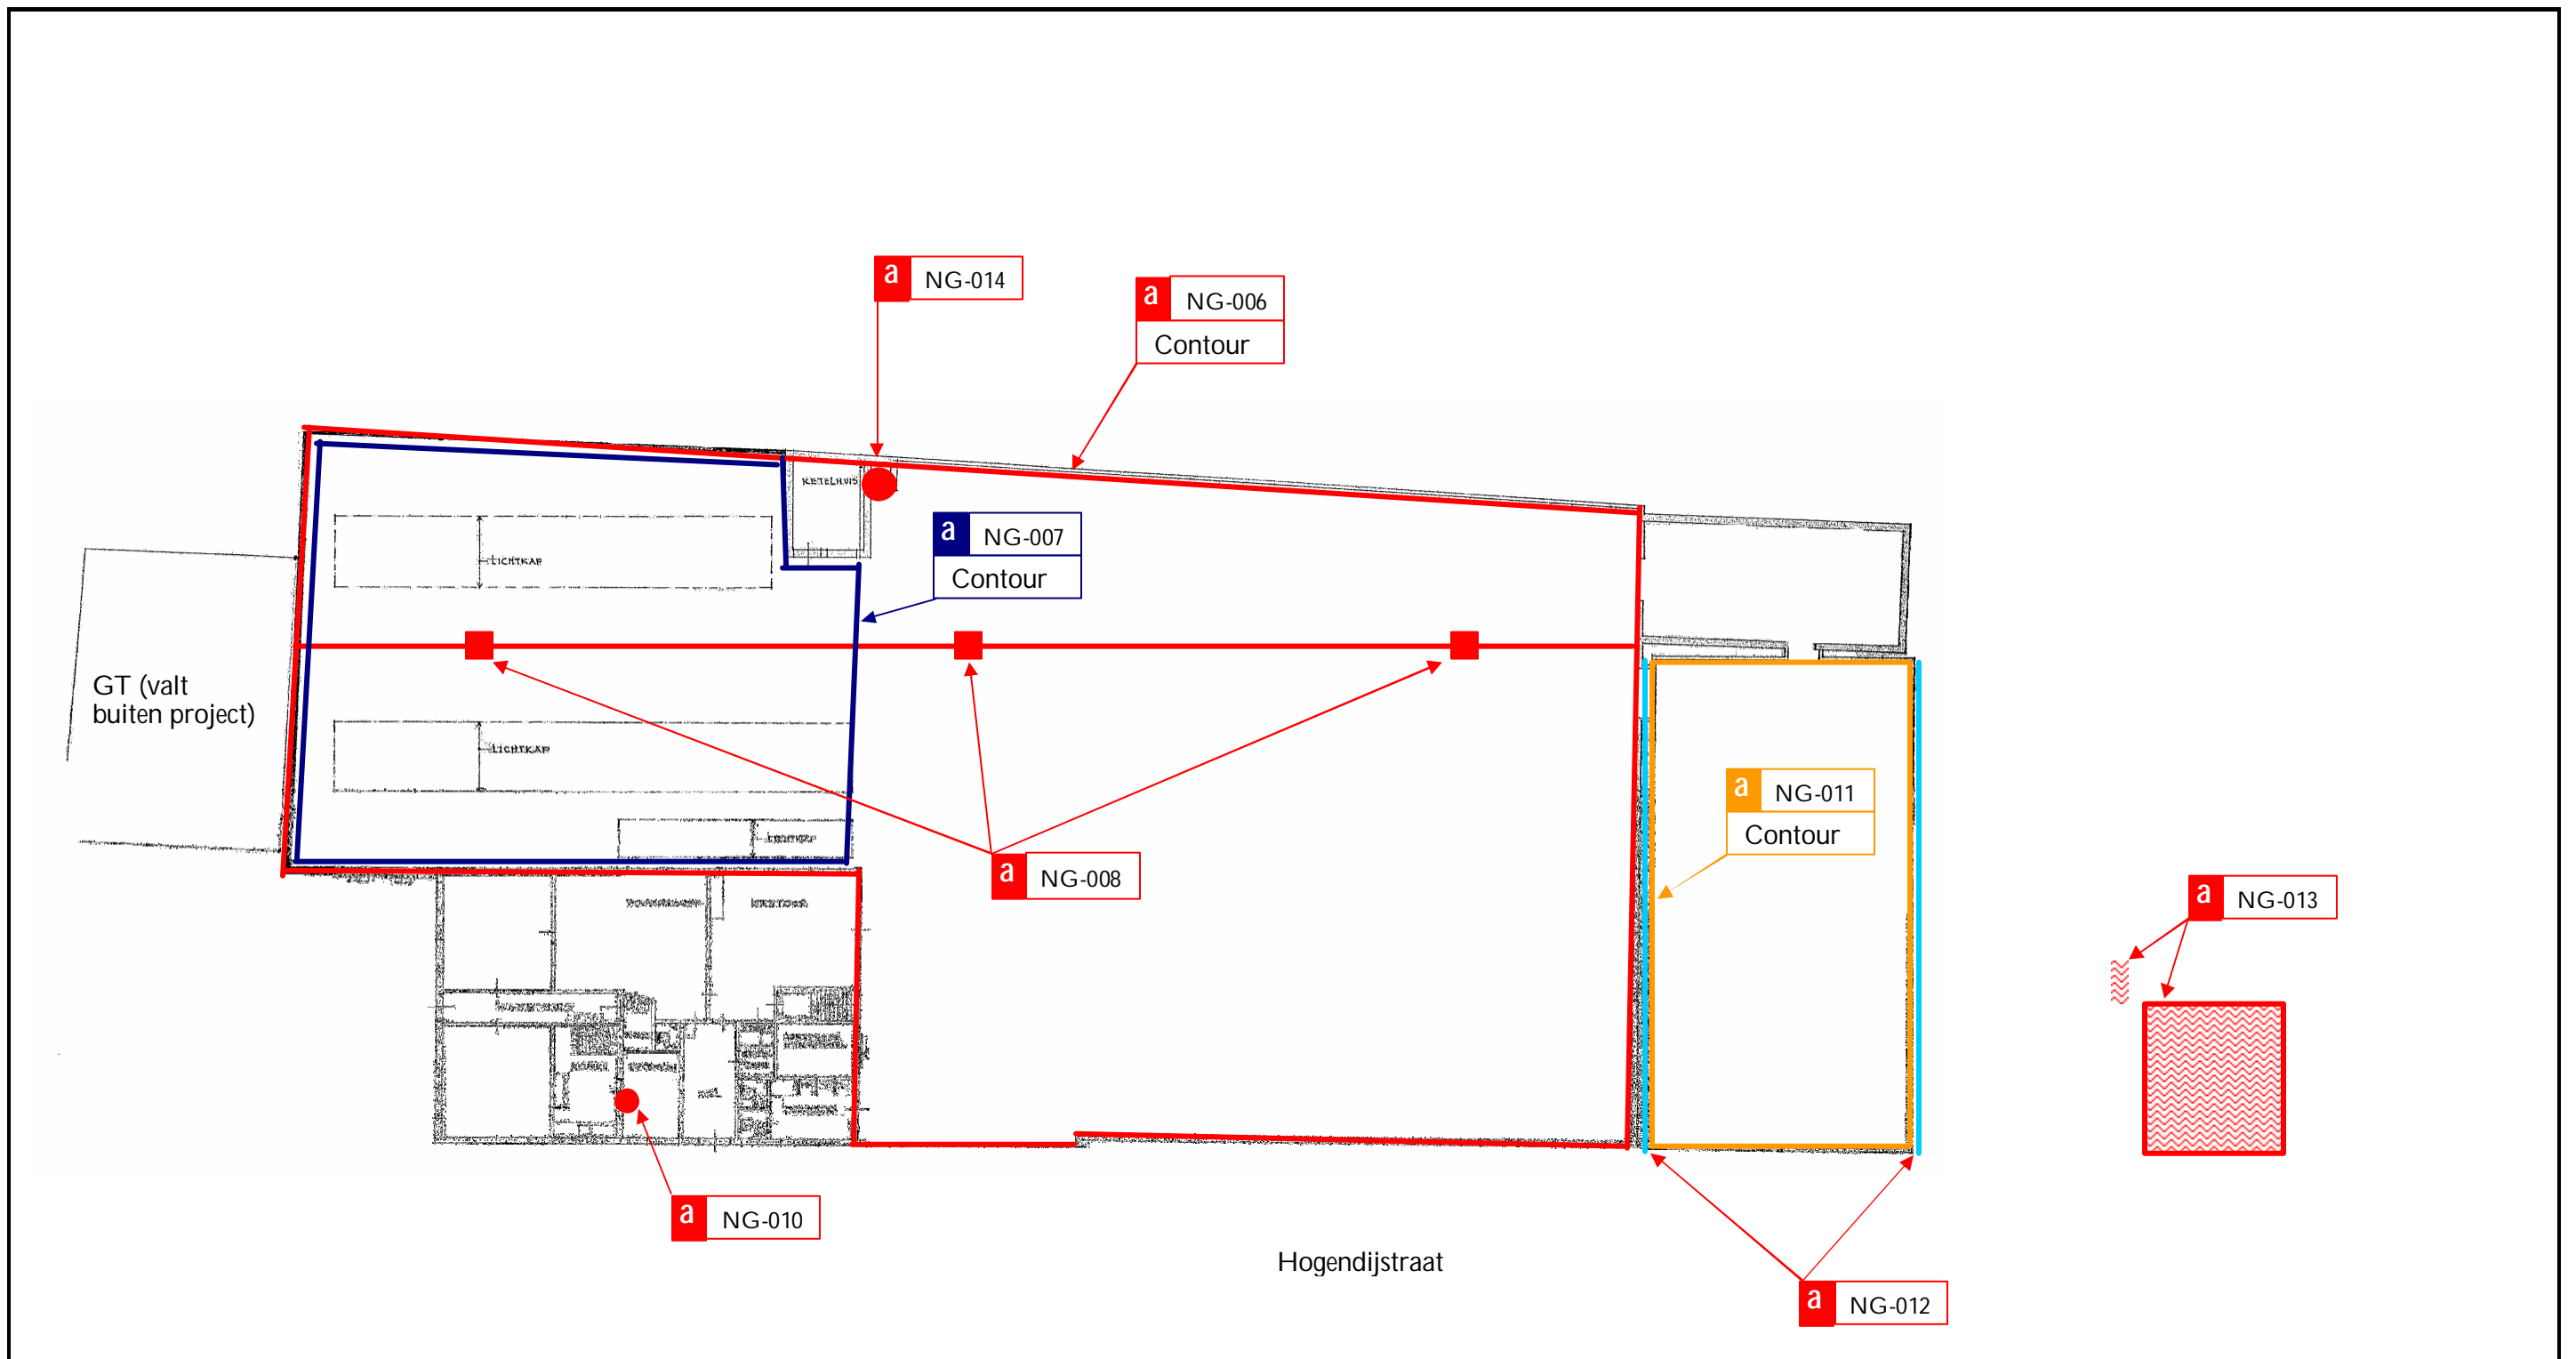 a NG-014
a NG-006
Contour
KETELHUIS
a NG-007
Contour
LICHTKAP
GT (valt
buiten project)
LICHTKAP
a NG-011
Contour
a NG-008
a NG-013
a NG-010
Hogendijstraat
a NG-012